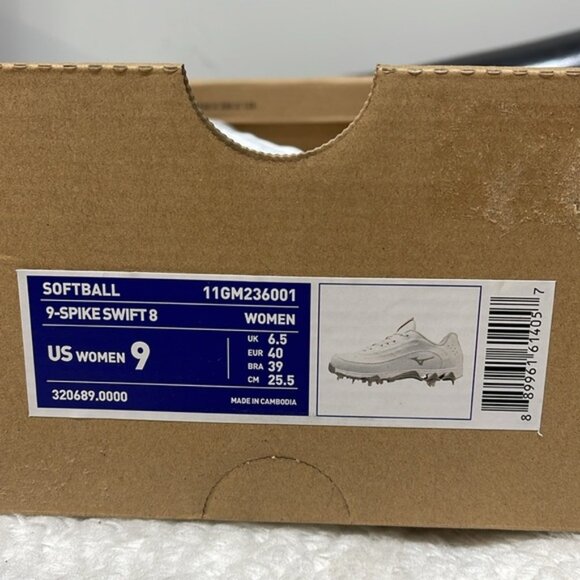 SOFTBALL 11GM236001
9-SPIKE SWIFT 8 WOMEN
US WOMEN 9
UK 6.5
EUR 40
BRA 39
CM 25.5
320689.0000 MADE IN CAMBODIA
8 89961 61405 7